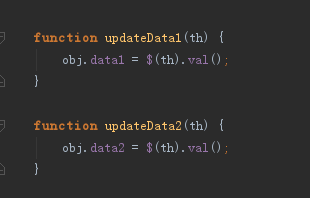 function updateData1(th) {
    obj.data1 = $(th).val();
}
function updateData2(th) {
    obj.data2 = $(th).val();
}